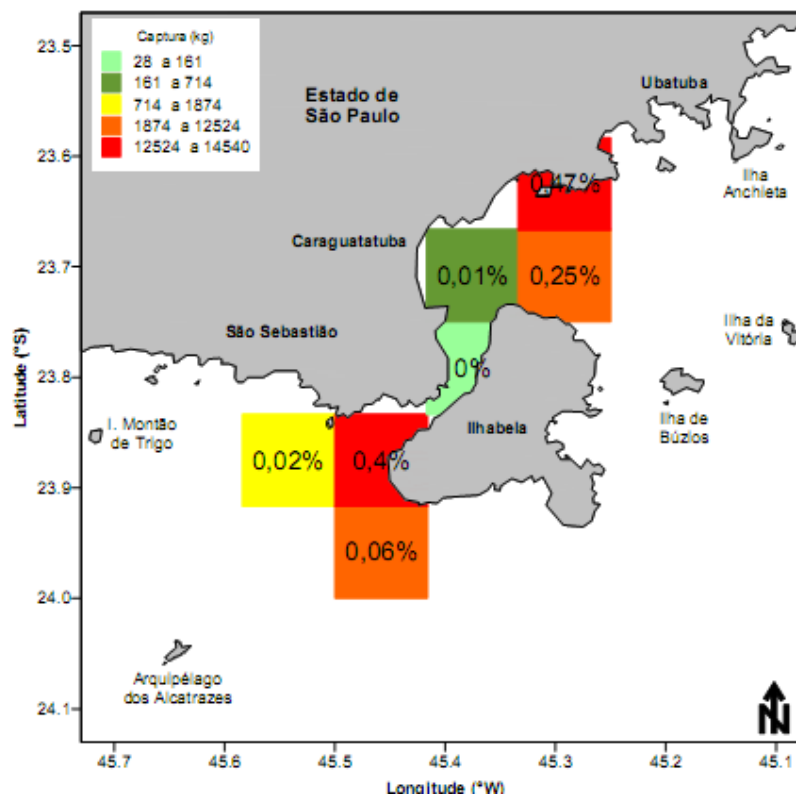 Captura (kg)
28 a 161
161 a 714
714 a 1874
1874 a 12524
12524 a 14540
Estado de
São Paulo
Ubatuba
Ilha
Anchieta
Caraguatatuba
0,47%
0,01%
0,25%
São Sebastião
Ilha da
Vitória
0%
I. Montão
de Trigo
Ilhabela
Ilha de
Búzios
0,02%
0,4%
0,06%
Arquipélago
dos Alcatrazes
N
23.5
23.6
23.7
23.8
23.9
24.0
24.1
Latitude (°S)
45.7
45.6
45.5
45.4
45.3
45.2
45.1
Longitude (°W)